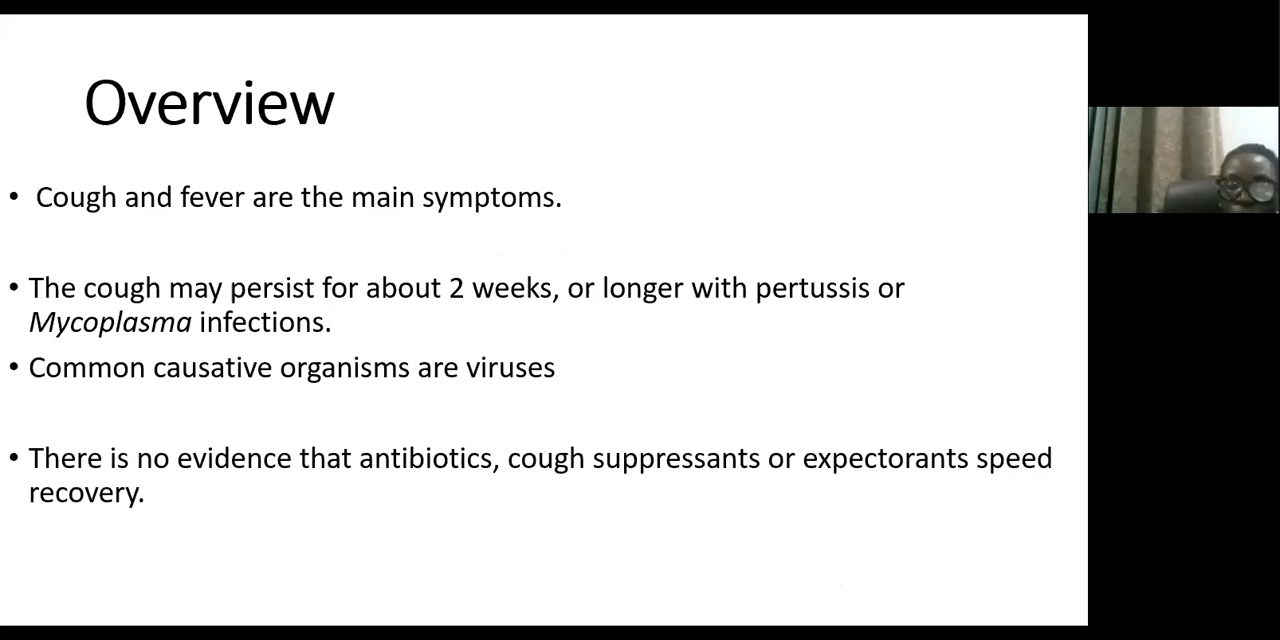 Overview
• Cough and fever are the main symptoms.
• The cough may persist for about 2 weeks, or longer with pertussis or
Mycoplasma infections.
• Common causative organisms are viruses
• There is no evidence that antibiotics, cough suppressants or expectorants speed
recovery.